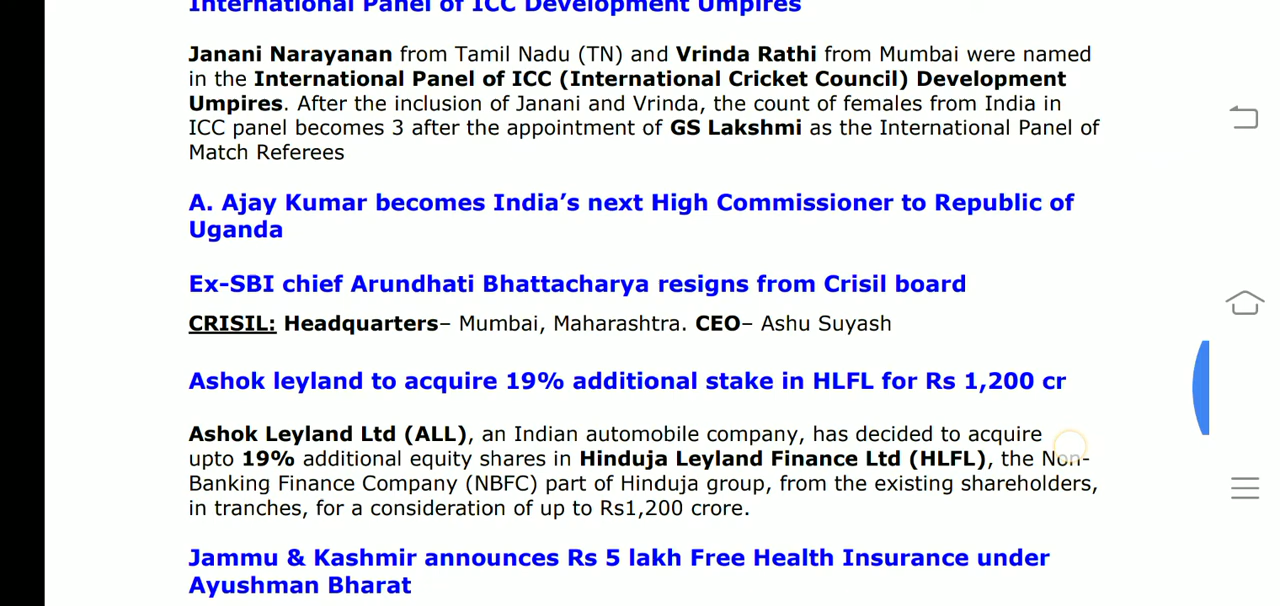 International Panel of ICC Development Umpires
Janani Narayanan from Tamil Nadu (TN) and Vrinda Rathi from Mumbai were named
in the International Panel of ICC (International Cricket Council) Development
Umpires. After the inclusion of Janani and Vrinda, the count of females from India in
ICC panel becomes 3 after the appointment of GS Lakshmi as the International Panel of
Match Referees
A. Ajay Kumar becomes India’s next High Commissioner to Republic of
Uganda
Ex-SBI chief Arundhati Bhattacharya resigns from Crisil board
CRISIL: Headquarters– Mumbai, Maharashtra. CEO– Ashu Suyash
Ashok leyland to acquire 19% additional stake in HLFL for Rs 1,200 cr
Ashok Leyland Ltd (ALL), an Indian automobile company, has decided to acquire
upto 19% additional equity shares in Hinduja Leyland Finance Ltd (HLFL), the Non-
Banking Finance Company (NBFC) part of Hinduja group, from the existing shareholders,
in tranches, for a consideration of up to Rs1,200 crore.
Jammu & Kashmir announces Rs 5 lakh Free Health Insurance under
Ayushman Bharat